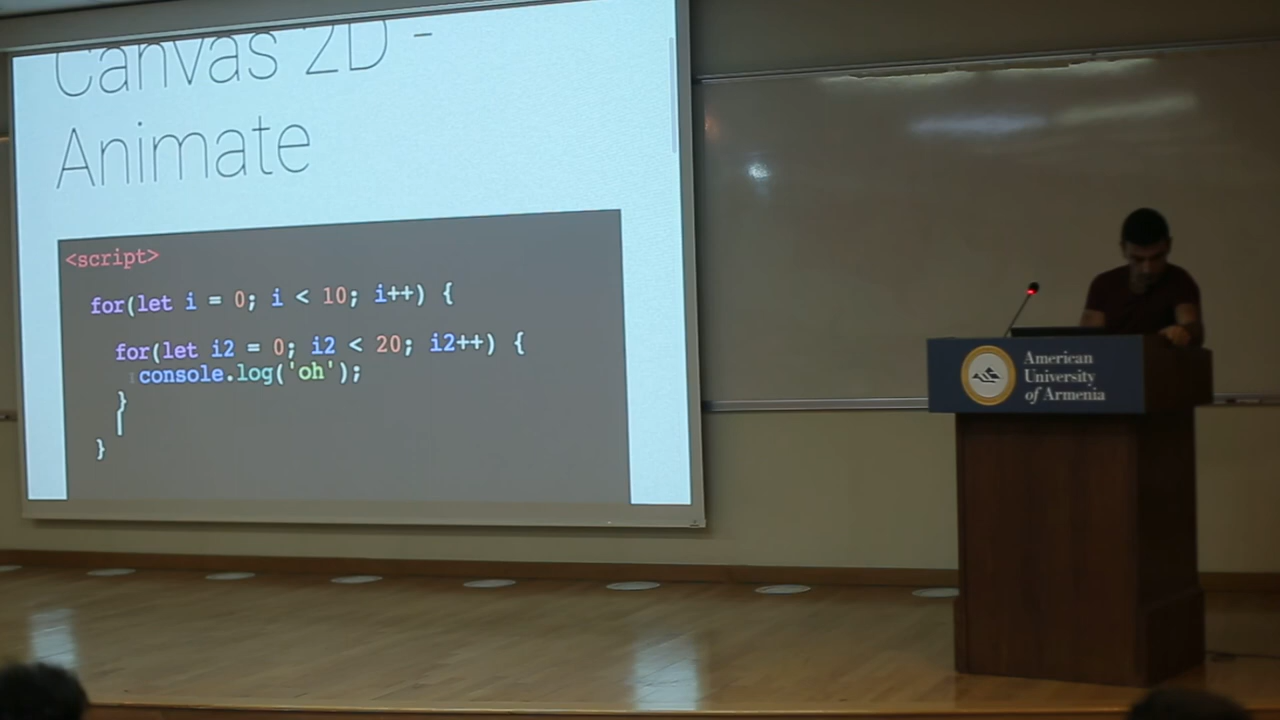 Canvas 2D -
Animate
<script>
for(let i = 0; i < 10; i++) {
for(let i2 = 0; i2 < 20; i2++) {
console.log('oh');
}
}
American
University
of Armenia